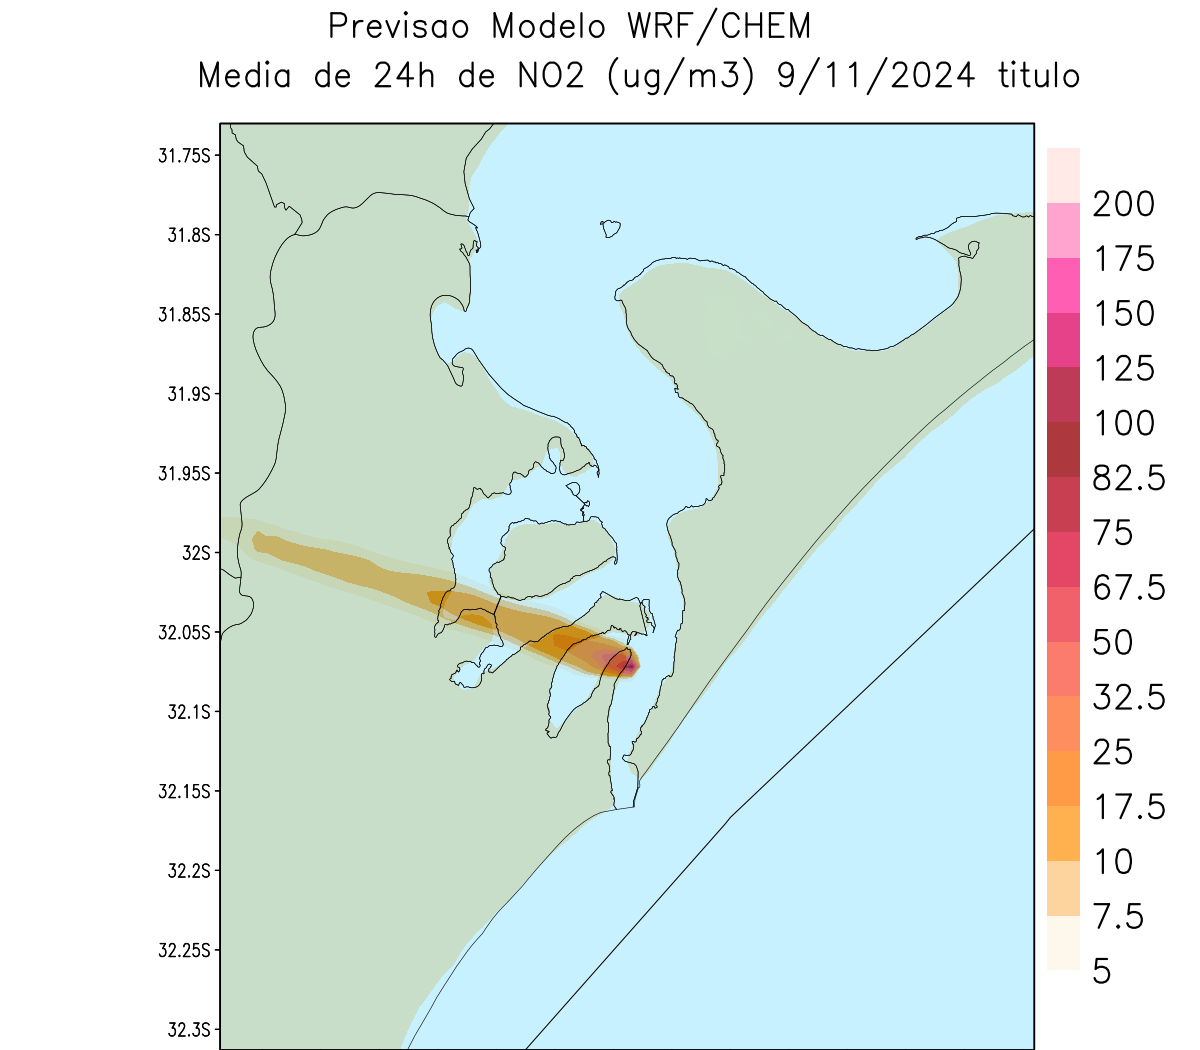 Previsao Modelo WRF/CHEM
Media de 24h de NO2 (ug/m3) 9/11/2024 titulo
31.75S
31.8S
31.85S
31.9S
31.95S
32S
32.05S
32.1S
32.15S
32.2S
32.25S
32.3S
200
175
150
125
100
82.5
75
67.5
50
32.5
25
17.5
10
7.5
5